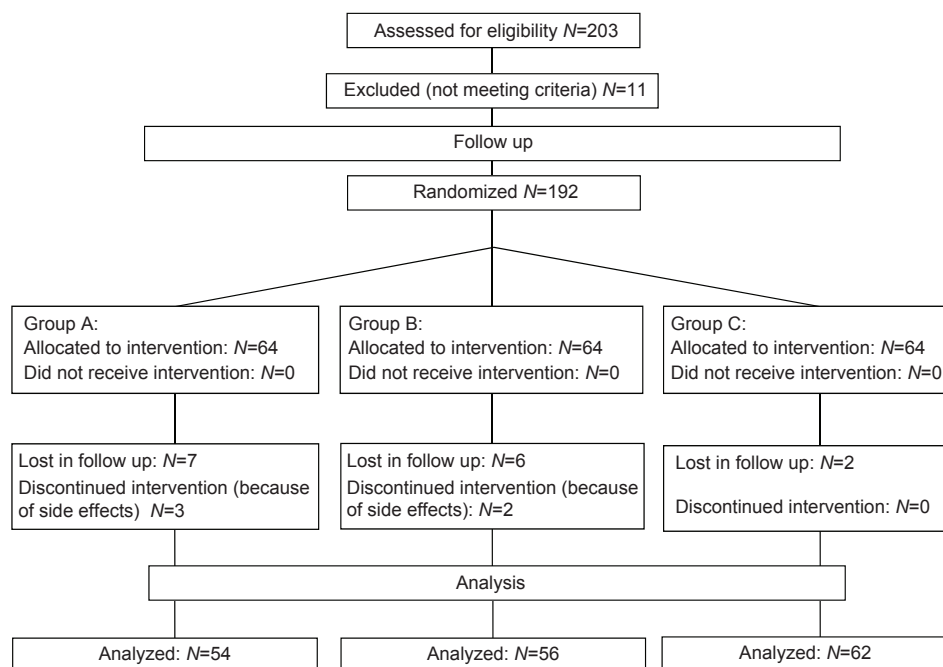 Assessed for eligibility N=203
Excluded (not meeting criteria) N=11
Follow up
Randomized N=192
Group A:
Allocated to intervention: N=64
Did not receive intervention: N=0
Group B:
Allocated to intervention: N=64
Did not receive intervention: N=0
Group C:
Allocated to intervention: N=64
Did not receive intervention: N=0
Lost in follow up: N=7
Discontinued intervention (because
of side effects) N=3
Lost in follow up: N=6
Discontinued intervention (because
of side effects): N=2
Lost in follow up: N=2
Discontinued intervention: N=0
Analysis
Analyzed: N=54
Analyzed: N=56
Analyzed: N=62